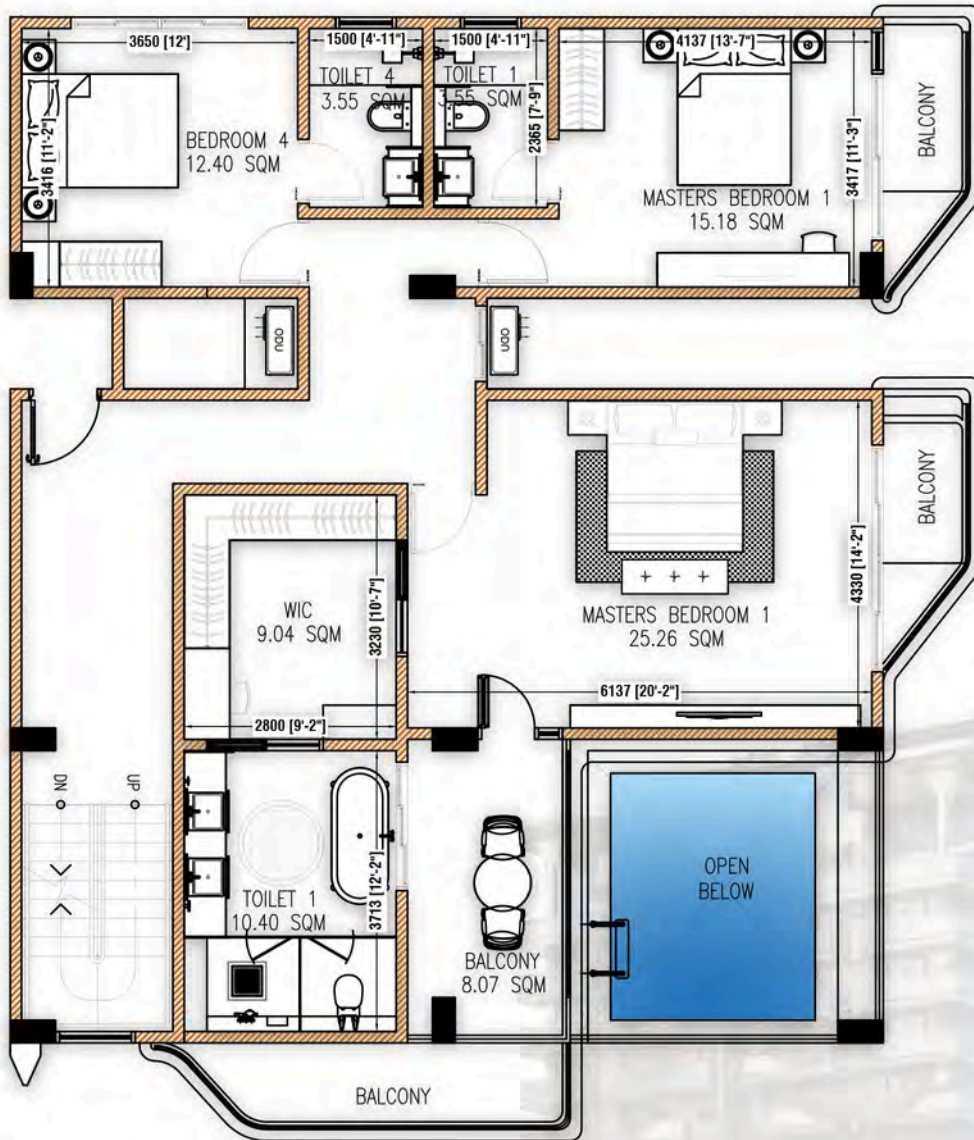 3650 [12']
1500 [4'-11"]
1500 [4'-11"]
4137 [13'-7"]
TOILET 4
3.55 SQM
TOILET 1
3.55 SQM
2365 [7'-9"]
BEDROOM 4
12.40 SQM
3416 [11'-2"]
MASTERS BEDROOM 1
15.18 SQM
3417 [11'-3"]
BALCONY
ODU
ODU
BALCONY
WIC
9.04 SQM
3230 [10'-7"]
2800 [9'-2"]
MASTERS BEDROOM 1
25.26 SQM
4330 [14'-2"]
6137 [20'-2"]
DN
UP
TOILET 1
10.40 SQM
3713 [12'-2"]
OPEN
BELOW
BALCONY
8.07 SQM
BALCONY